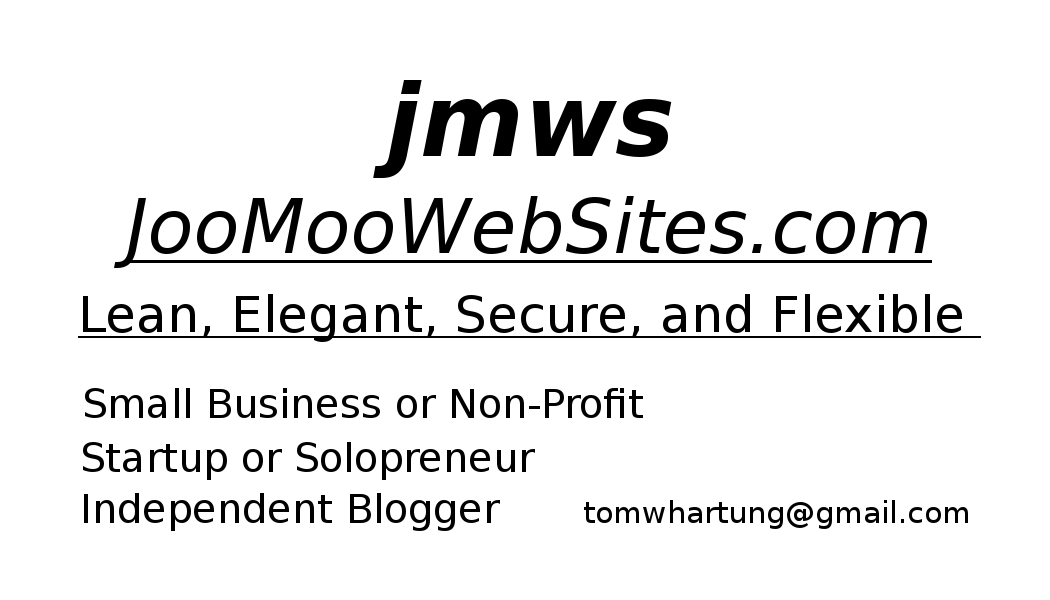 jmws
JooMooWebSites.com
Lean, Elegant, Secure, and Flexible
Small Business or Non-Profit
Startup or Solopreneur
Independent Blogger
tomwhartung@gmail.com